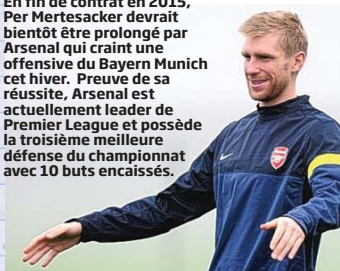 En fin de contrat en 2015,
Per Mertesacker devrait
bientôt être prolongé par
Arsenal qui craint une
offensive du Bayern Munich
cet hiver. Preuve de sa
réussite, Arsenal est
actuellement leader de
Premier League et possède
la troisième meilleure
défense du championnat
avec 10 buts encaissés.